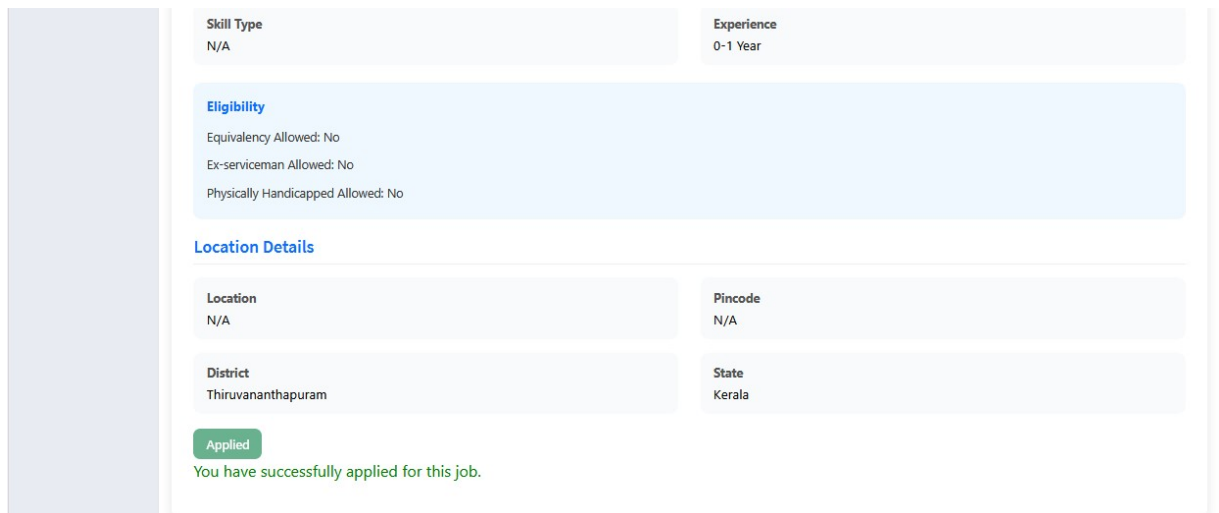 Skill Type
N/A
Experience
0-1 Year
Eligibility
Equivalency Allowed: No
Ex-serviceman Allowed: No
Physically Handicapped Allowed: No
Location Details
Location
N/A
Pincode
N/A
District
Thiruvananthapuram
State
Kerala
Applied
You have successfully applied for this job.